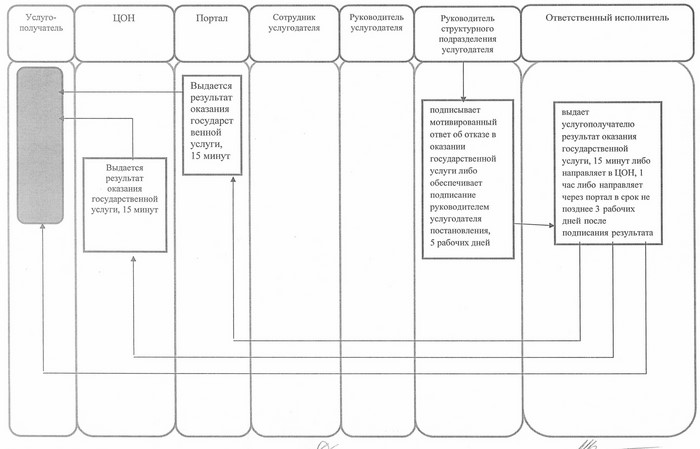 Услуго-
получатель
ЦОН
Портал
Сотрудник
услугодателя
Руководитель
услугодателя
Руководитель
структурного
подразделения
услугодателя
Ответственный исполнитель
Выдается
результат
оказания
государст
венной
услуги,
15 минут
Выдается
результат
оказания
государственной
услуги, 15 минут
подписывает
мотивированный
ответ об отказе в
оказании
государственной
услуги либо
обеспечивает
подписание
руководителем
услугодателя
постановления,
5 рабочих дней
выдает
услугополучателю
результат оказания
государственной
услуги, 15 минут либо
направляет в ЦОН, 1
час либо направляет
через портал в срок не
позднее 3 рабочих
дней после
подписания результата